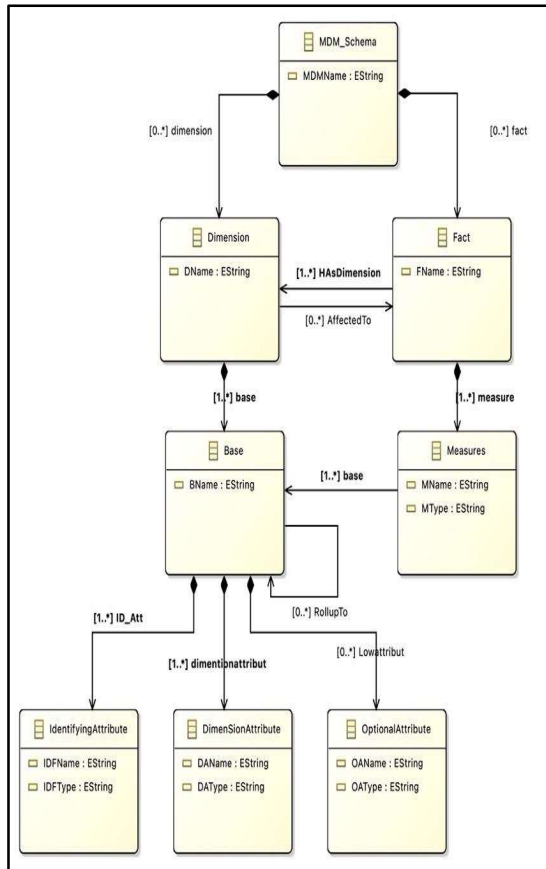 MDM_Schema
MDMName : EString
[0..*] dimension
[0..*] fact
Dimension
DName : EString
Fact
FName : EString
[1..*] HAsDimension
[0..*] AffectedTo
[1..*] base
[1..*] measure
Base
BName : EString
Measures
MName : EString
MType : EString
[1..*] base
[0..*] RollupTo
[1..*] ID_Att
[1..*] dimentionattribut
[0..*] Lowattribut
IdentifyingAttribute
IDFName : EString
IDFType : EString
DimenSionAttribute
DAName : EString
DAType : EString
OptionalAttribute
OAName : EString
OAType : EString